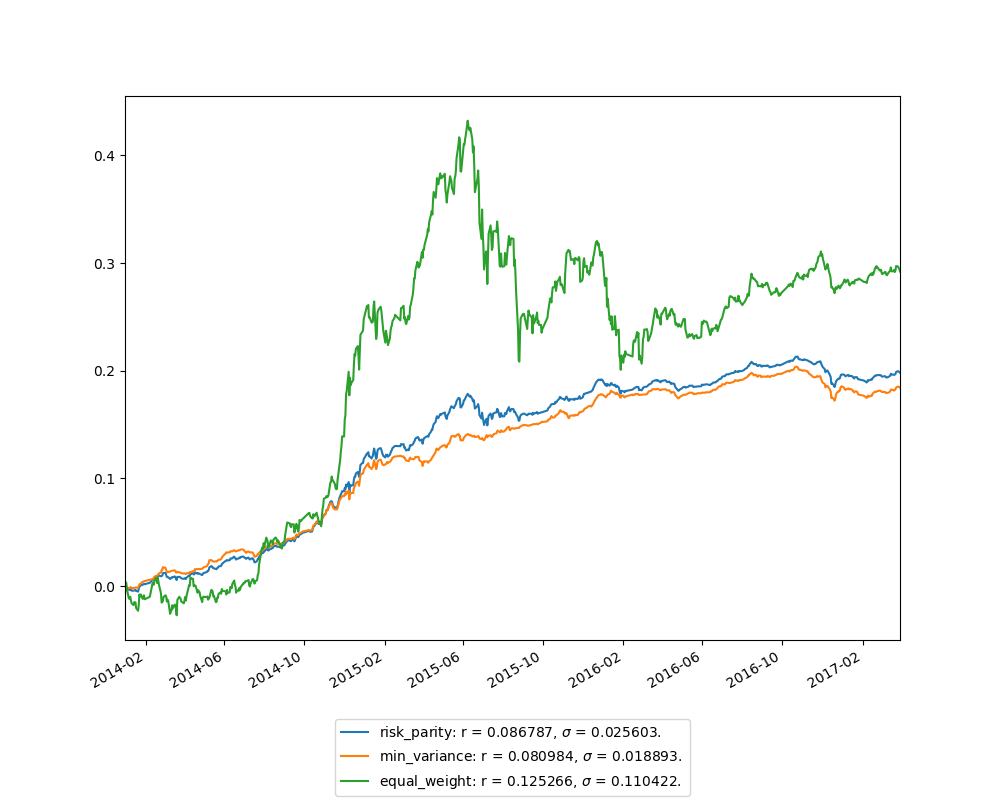 0.4
0.3
0.2
0.1
0.0
2014-02 2014-06 2014-10 2015-02 2015-06 2015-10 2016-02 2016-06 2016-10 2017-02
risk_parity: r = 0.086787, σ = 0.025603.
min_variance: r = 0.080984, σ = 0.018893.
equal_weight: r = 0.125266, σ = 0.110422.